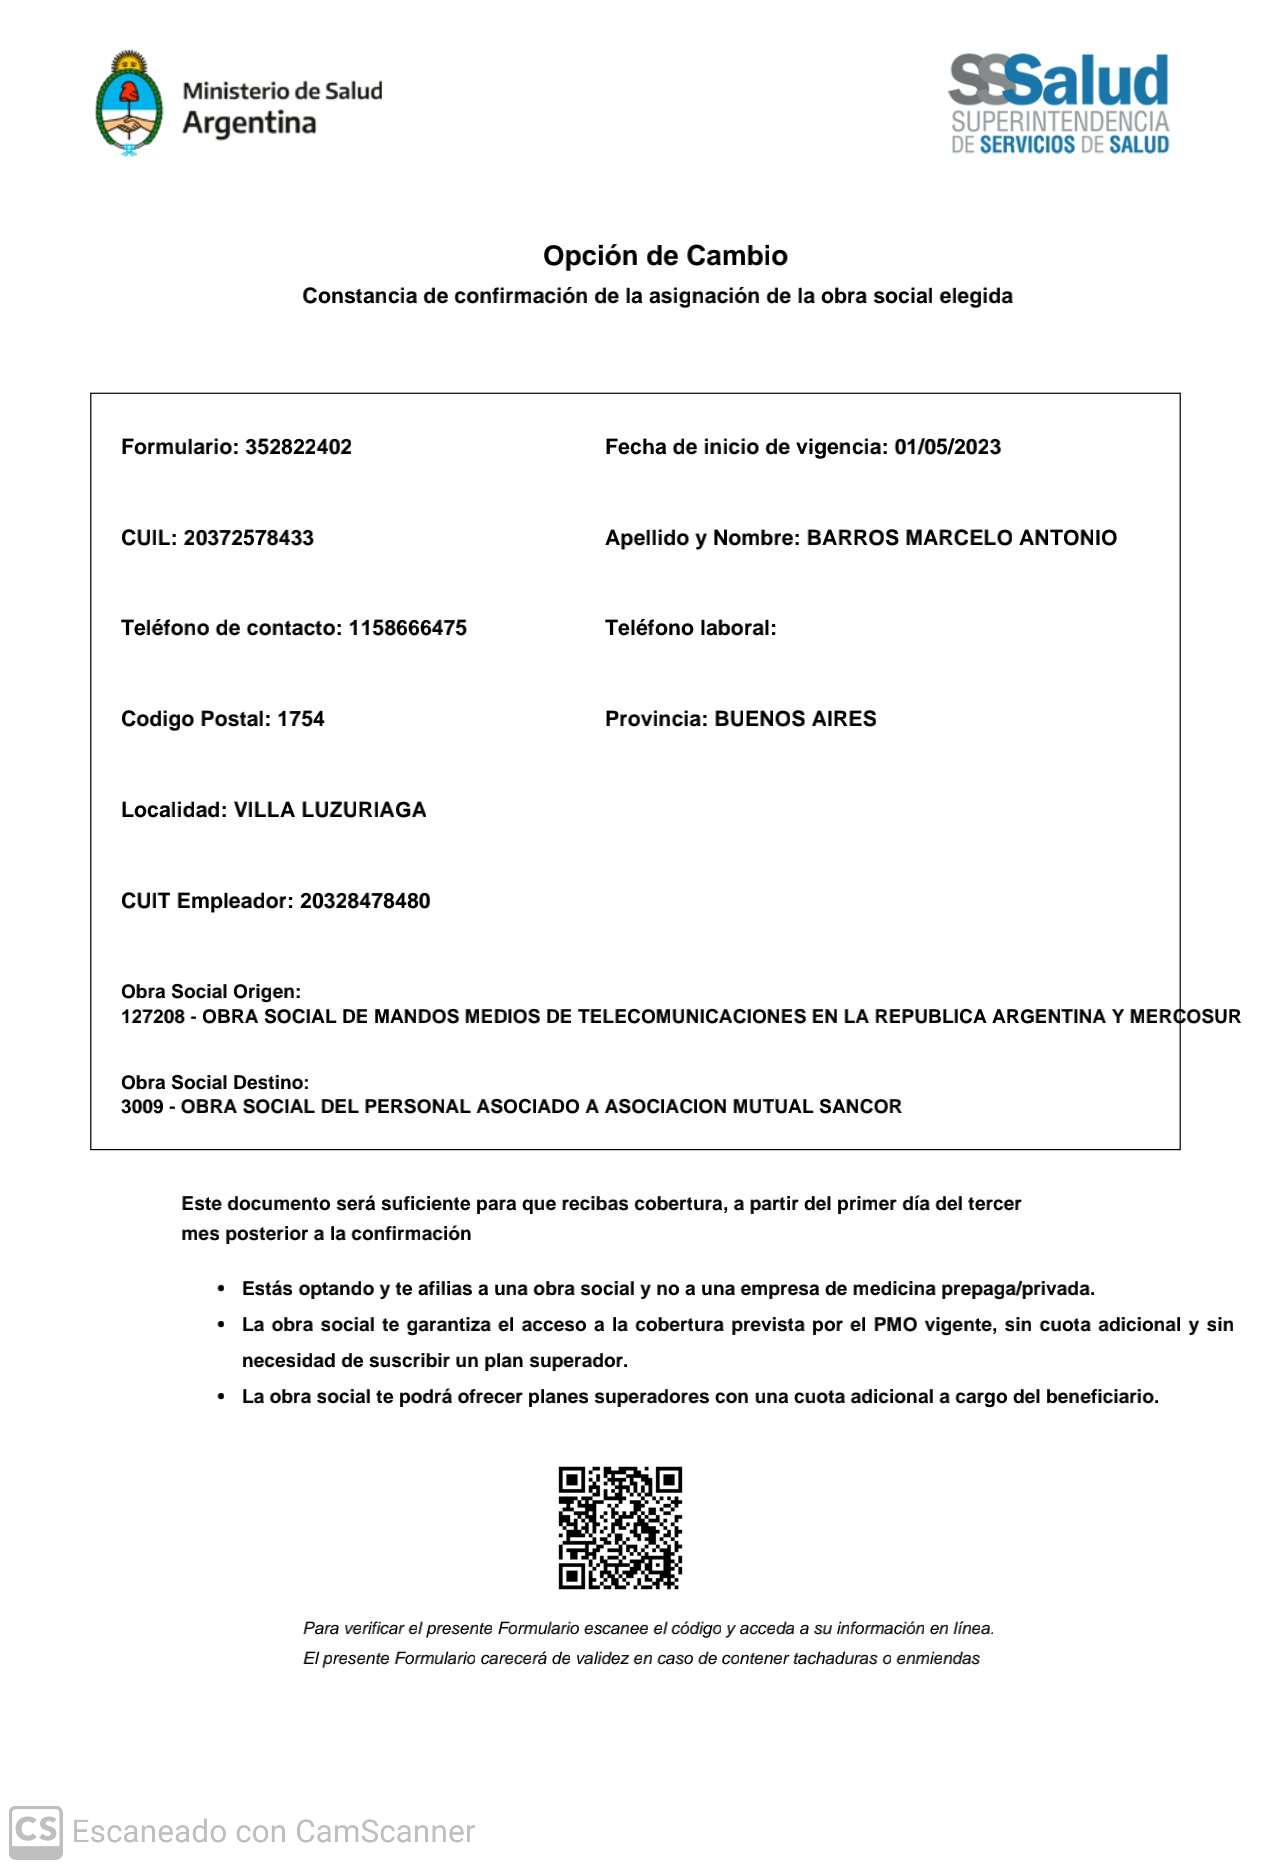 Ministerio de Salud
Argentina
SSSalud
SUPERINTENDENCIA
DE SERVICIOS DE SALUD
Opción de Cambio
Constancia de confirmación de la asignación de la obra social elegida
Formulario: 352822402
Fecha de inicio de vigencia: 01/05/2023
CUIL: 20372578433
Apellido y Nombre: BARROS MARCELO ANTONIO
Teléfono de contacto: 1158666475
Teléfono laboral:
Codigo Postal: 1754
Provincia: BUENOS AIRES
Localidad: VILLA LUZURIAGA
CUIT Empleador: 20328478480
Obra Social Origen:
127208 - OBRA SOCIAL DE MANDOS MEDIOS DE TELECOMUNICACIONES EN LA REPUBLICA ARGENTINA Y MERCOSUR
Obra Social Destino:
3009 - OBRA SOCIAL DEL PERSONAL ASOCIADO A ASOCIACION MUTUAL SANCOR
Este documento será suficiente para que recibas cobertura, a partir del primer día del tercer
mes posterior a la confirmación
• Estás optando y te afilias a una obra social y no a una empresa de medicina prepaga/privada.
• La obra social te garantiza el acceso a la cobertura prevista por el PMO vigente, sin cuota adicional y sin
necesidad de suscribir un plan superador.
• La obra social te podrá ofrecer planes superadores con una cuota adicional a cargo del beneficiario.
Para verificar el presente Formulario escanee el código y acceda a su información en línea.
El presente Formulario carecerá de validez en caso de contener tachaduras o enmiendas
CS Escaneado con CamScanner